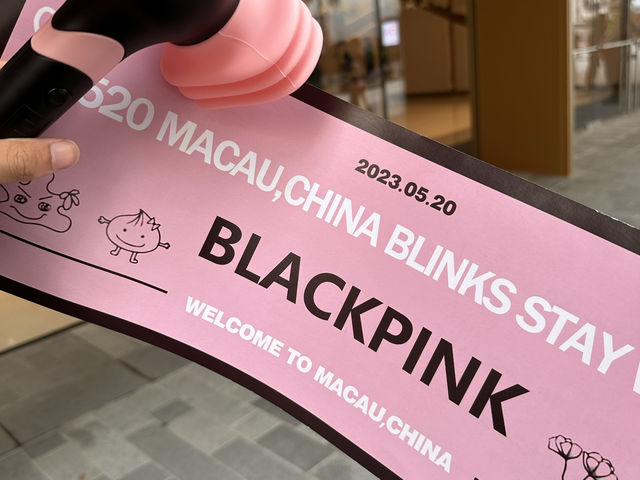 2023.05.20
520 MACAU,CHINA BLINKS STAY
BLACKPINK
WELCOME TO MACAU,CHINA